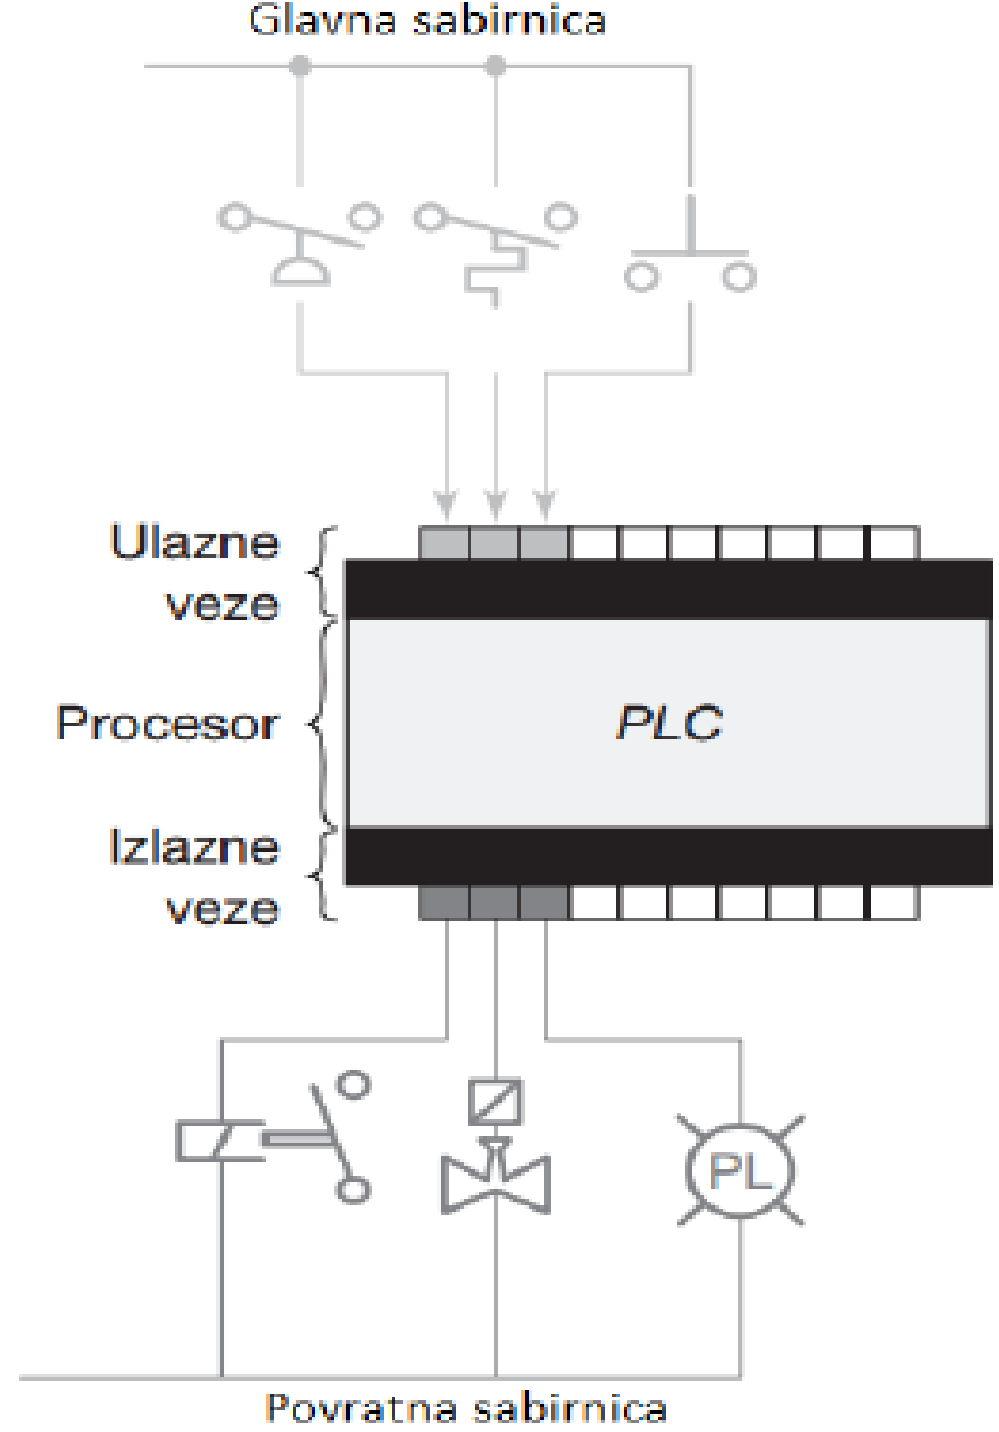 Glavna sabirnica
Ulazne
veze
Procesor
PLC
Izlazne
veze
PL
Povratna sabirnica